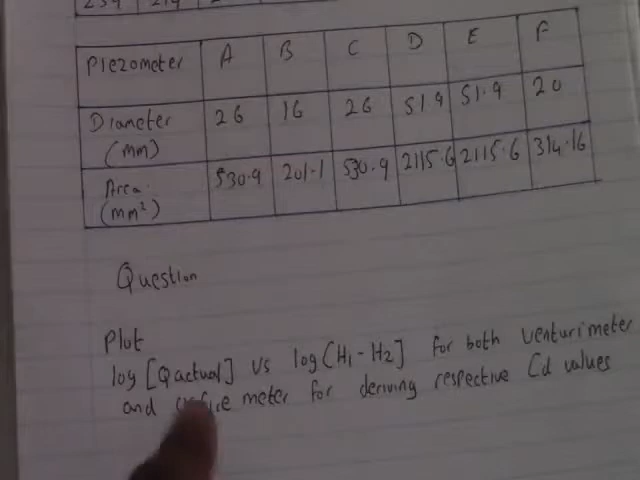 Piezometer A B C D E F
Diameter (mm) 26 16 26 51.9 51.9 20
Area (mm²) 530.9 201.1 530.9 2115.6 2115.6 314.16
Question
Plot
log [Qactual] vs log(H1-H2] for both venturimeter
and meter for deriving respective Cd values